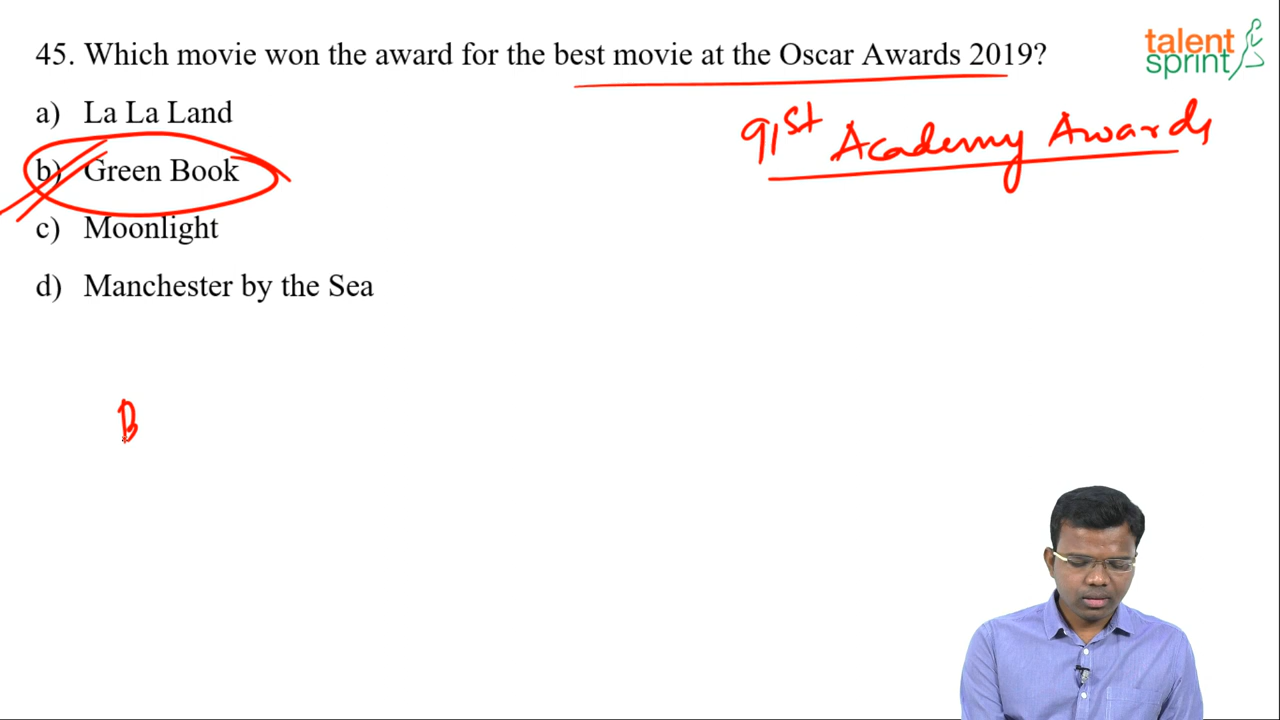 45. Which movie won the award for the best movie at the Oscar Awards 2019?
talent
sprint
a) La La Land
91st Academy Awards
b) Green Book
c) Moonlight
d) Manchester by the Sea
B